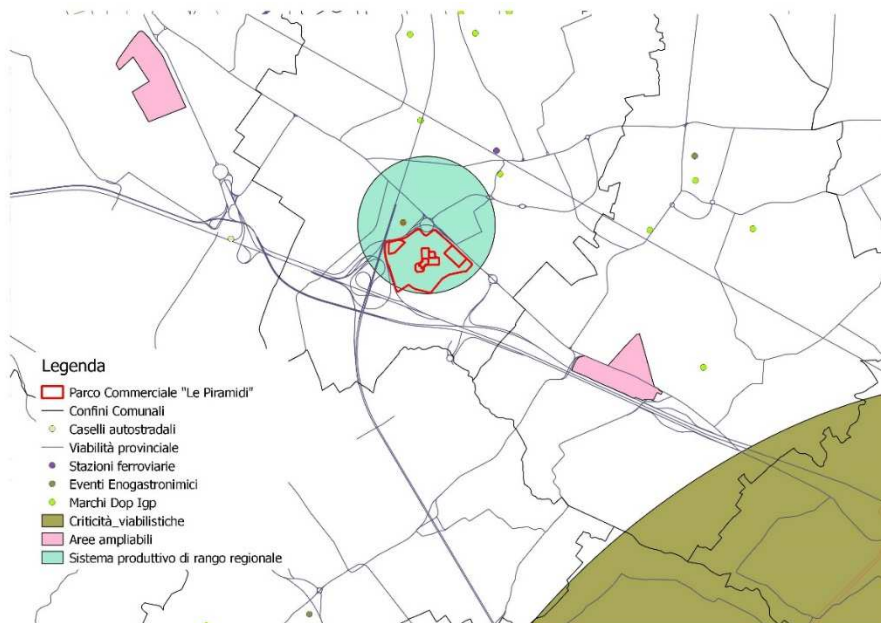 Legenda
Parco Commerciale "Le Piramidi"
Confini Comunali
Caselli autostradali
Viabilità provinciale
Stazioni ferroviarie
Eventi Enogastronimici
Marchi Dop Igp
Criticità_viabilistiche
Aree ampliabili
Sistema produttivo di rango regionale